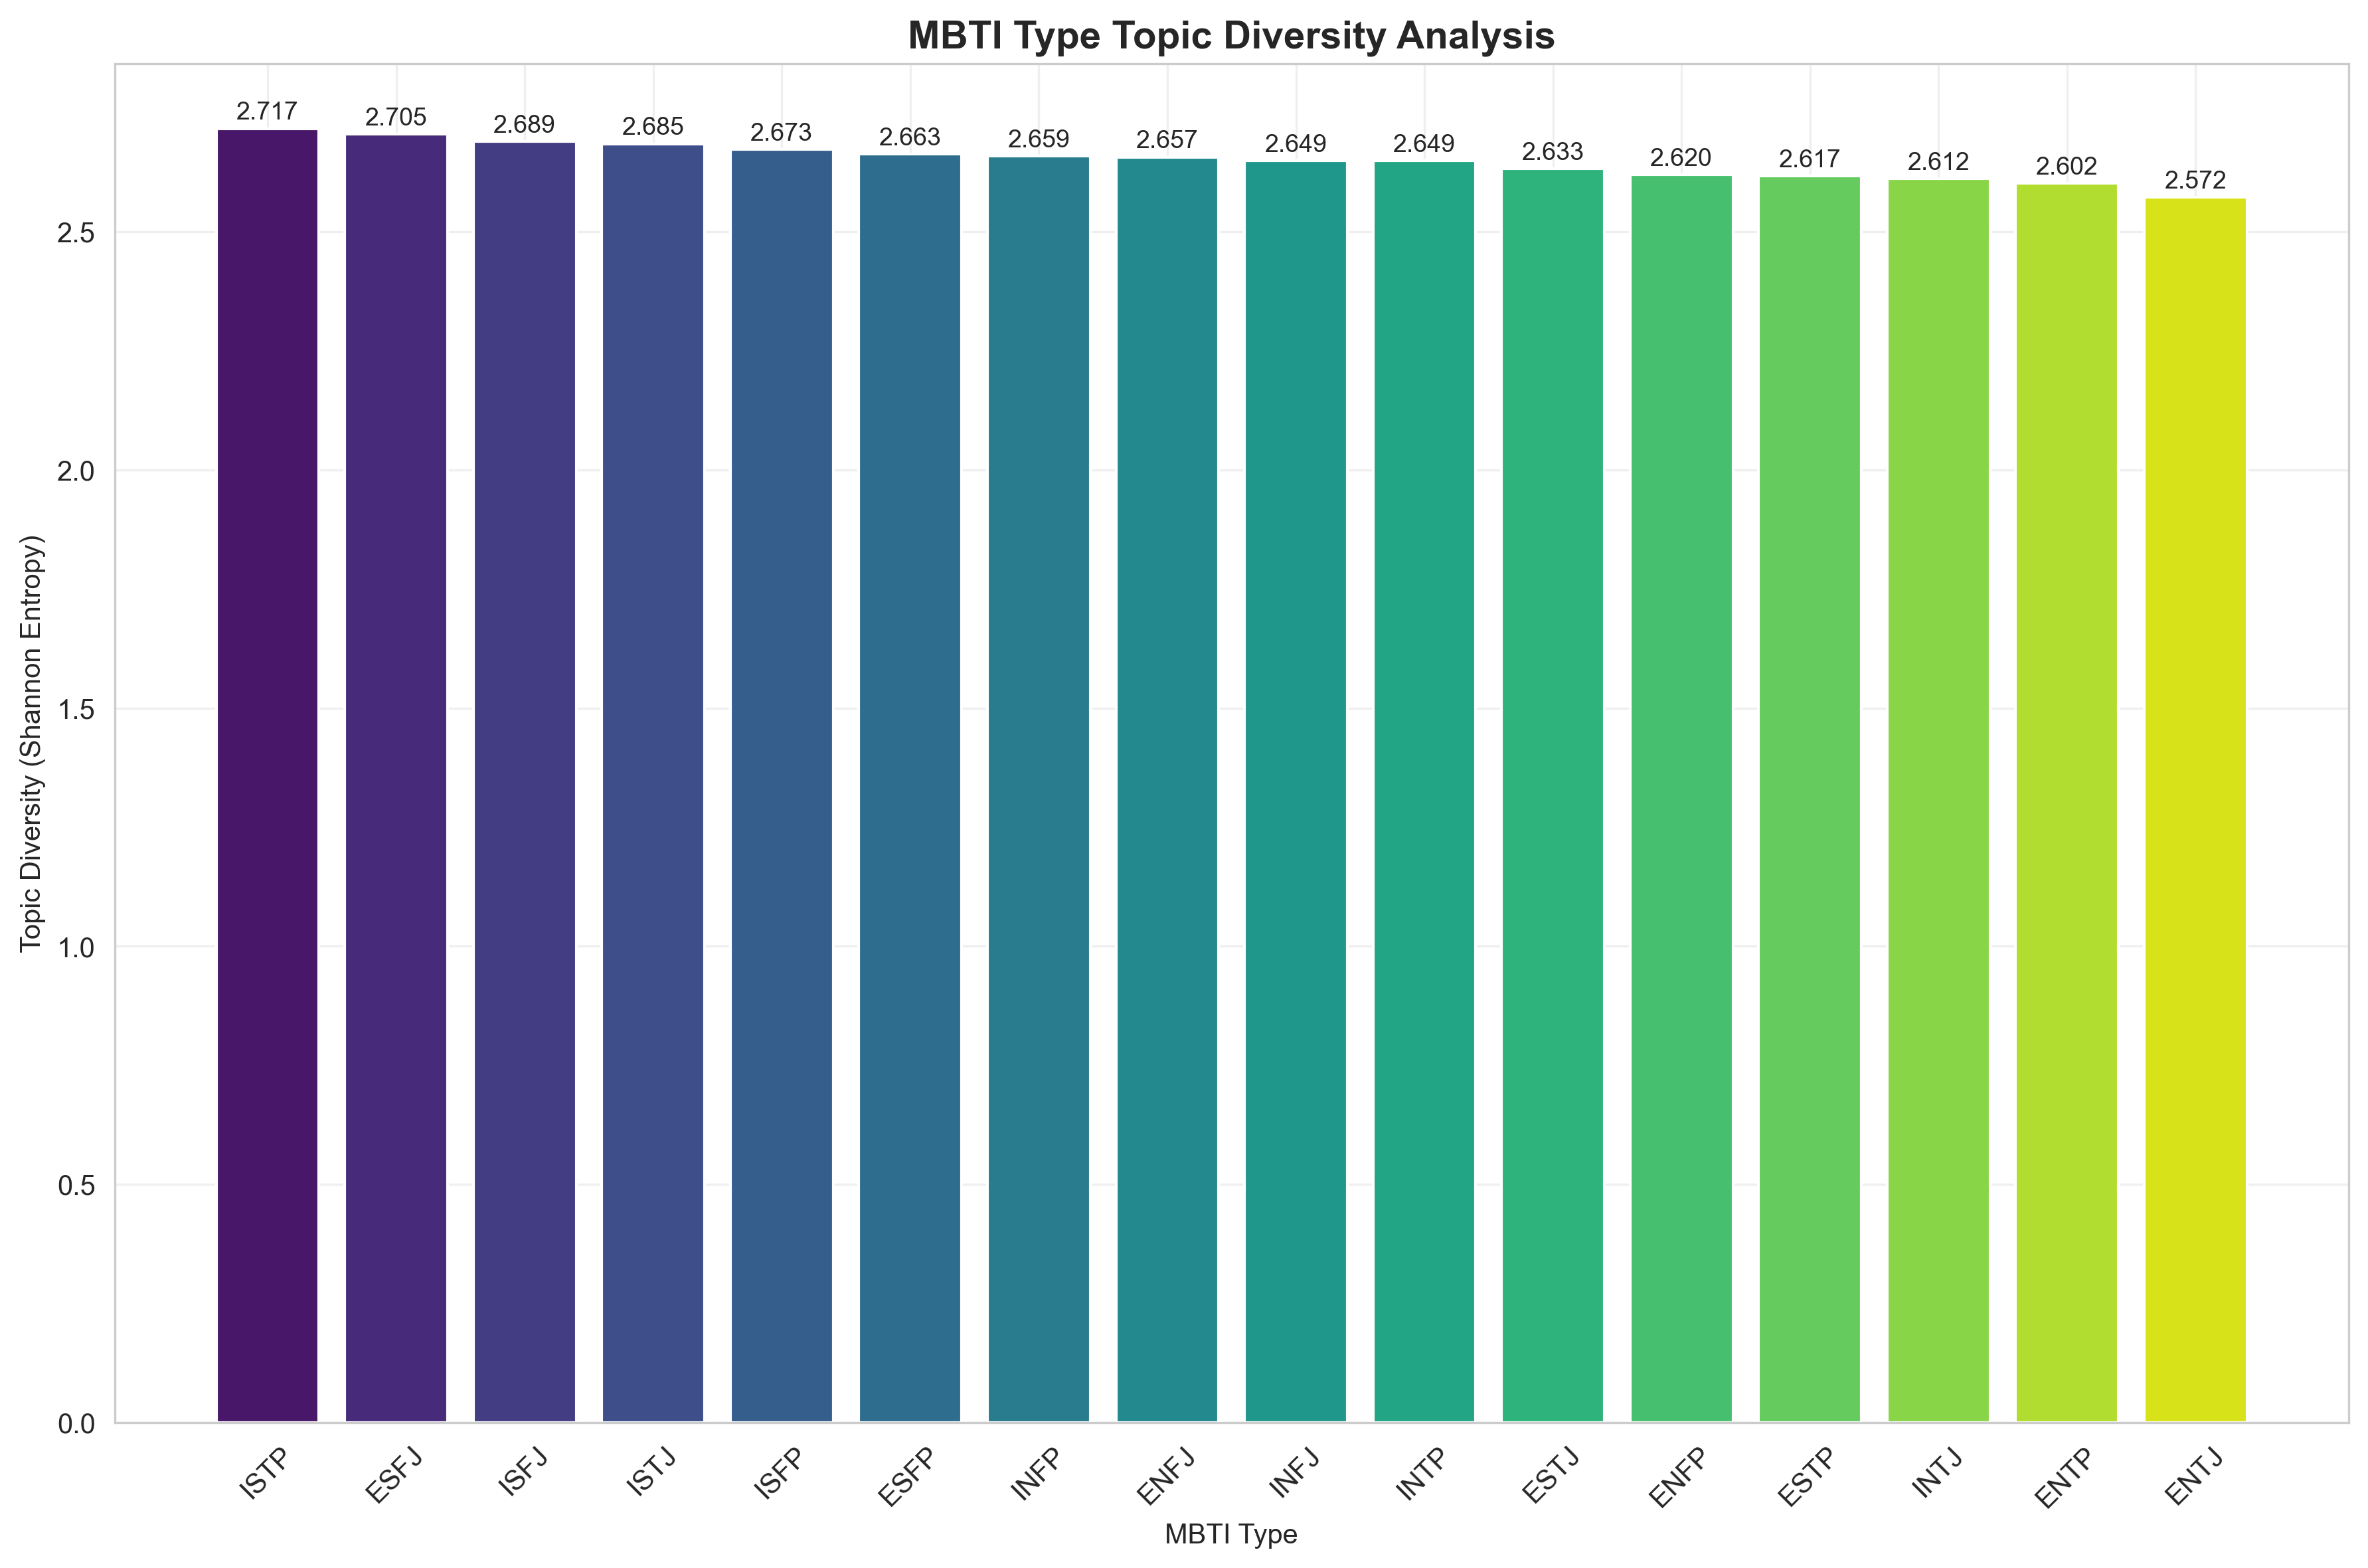 MBTI Type Topic Diversity Analysis
Topic Diversity (Shannon Entropy)
2.5
2.0
1.5
1.0
0.5
0.0
2.717
2.705
2.689
2.685
2.673
2.663
2.659
2.657
2.649
2.649
2.633
2.620
2.617
2.612
2.602
2.572
ISTP
ESFJ
ISFJ
ISTJ
ISFP
ESFP
INFP
ENFJ
INFJ
INTP
ESTJ
ENFP
ESTP
INTJ
ENTP
ENTJ
MBTI Type